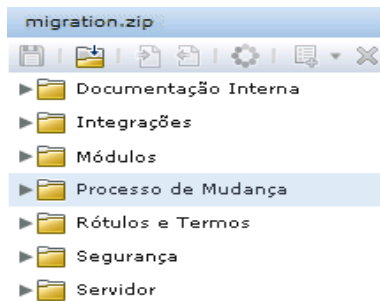 migration.zip
Documentação Interna
Integrações
Módulos
Processo de Mudança
Rótulos e Termos
Segurança
Servidor